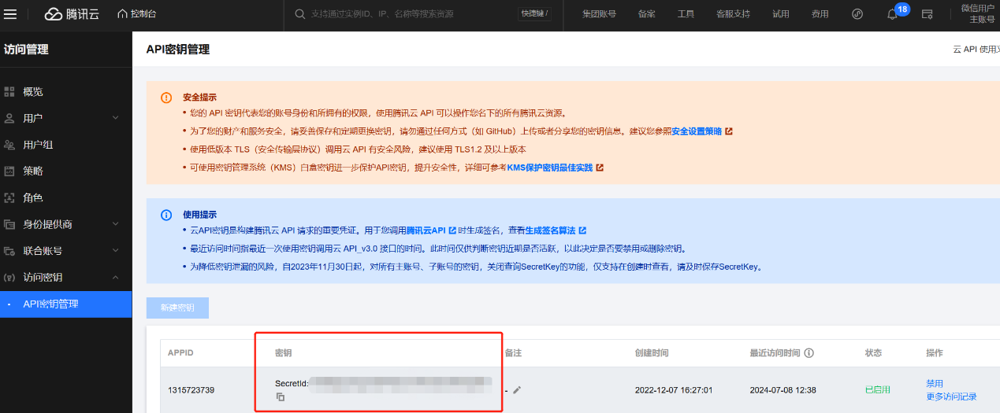 腾讯云 控制台 支持通过实例ID、IP、名称等搜索资源 快捷键 / 集团账号 备案 工具 客服支持 试用 费用 18 微信用户
主账号
访问管理
API密钥管理 云 API 使用
概览
用户
用户组
策略
角色
身份提供商
联合账号
访问密钥
API密钥管理
安全提示
• 您的 API 密钥代表您的账号身份和所拥有的权限，使用腾讯云 API 可以操作您名下的所有腾讯云资源。
• 为了您的财产和服务安全，请妥善保存和定期更换密钥，请勿通过任何方式（如 GitHub）上传或者分享您的密钥信息。建议您参照安全设置策略
• 使用低版本 TLS（安全传输层协议）调用云 API 有安全风险，建议使用 TLS1.2 及以上版本
• 可使用密钥管理系统（KMS）白盒密钥进一步保护API密钥，提升安全性，详细可参考KMS保护密钥最佳实践
使用提示
• 云API密钥是构建腾讯云 API 请求的重要凭证。用于您调用腾讯云API 时生成签名，查看生成签名算法
• 最近访问时间指最近一次使用密钥调用云 API_v3.0 接口的时间。此时间仅供判断密钥近期是否活跃，以此决定是否要禁用或删除密钥。
• 为降低密钥泄漏的风险，自2023年11月30日起，对所有主账号、子账号的密钥，关闭查询SecretKey的功能，仅支持在创建时查看，请及时保存SecretKey。
新建密钥
APPID 密钥 备注 创建时间 最近访问时间 状态 操作
1315723739 SecretId: - 2022-12-07 16:27:01 2024-07-08 12:38 已启用 禁用
更多访问记录